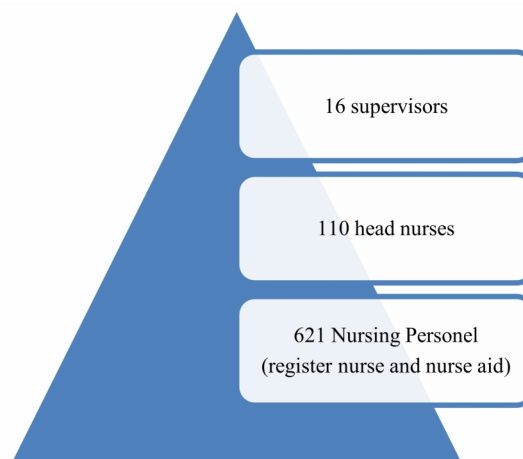 16 supervisors
110 head nurses
621 Nursing Personel
(register nurse and nurse aid)